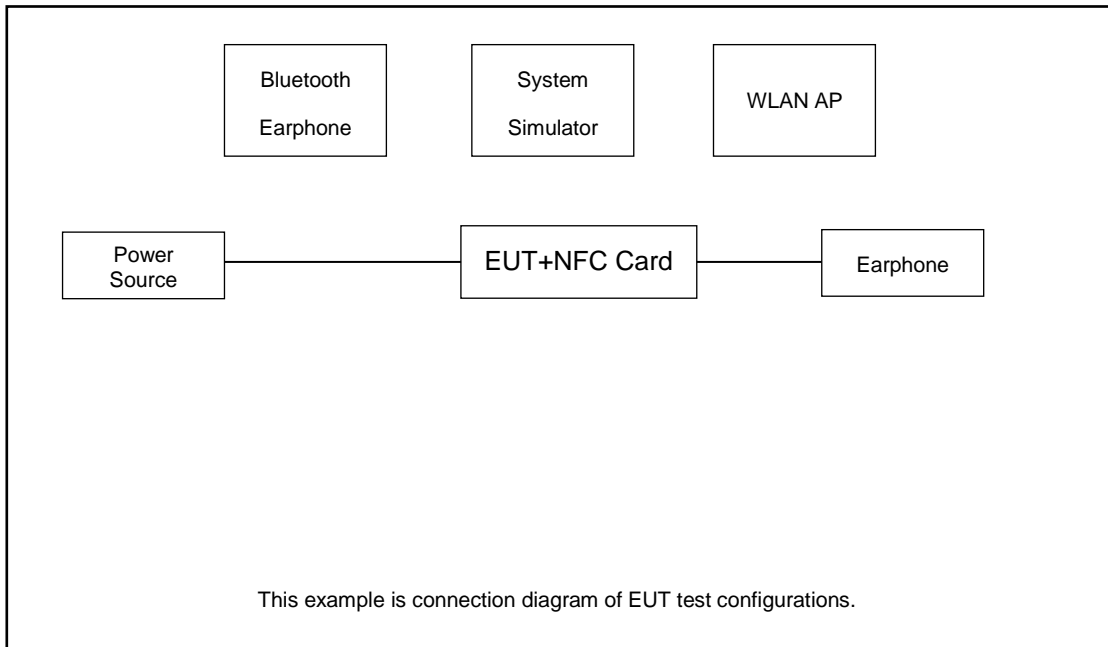 Bluetooth
Earphone
System
Simulator
WLAN AP
Power
Source
EUT+NFC Card
Earphone
This example is connection diagram of EUT test configurations.